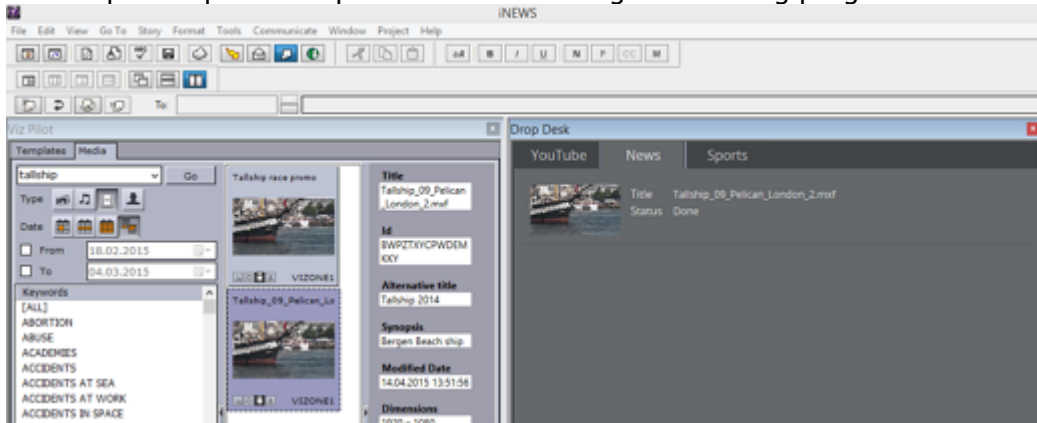 iNEWS
File Edit View Go To Story Format Tools Communicate Window Project Help
aA B I U N P CC M
To:
Viz Pilot
Drop Desk
Templates Media
YouTube News Sports
tallship Go
Tallship race promo
Title
Tallship_09_Pelican
_London_2.mxf
Title Tallship_09_Pelican_London_2.mxf
Status Done
Type
Date
Id
BWPZTXYCPWDEM
KKY
From 18.02.2015
To 04.03.2015
VIZONE1
Alternative title
Tallship 2014
Keywords
[ALL]
ABORTION
ABUSE
ACADEMIES
ACCIDENTS
ACCIDENTS AT SEA
ACCIDENTS AT WORK
ACCIDENTS IN SPACE
Tallship_09_Pelican_Lo
VIZONE1
Synopsis
Bergen Beach ship
Modified Date
14.04.2015 13:51:56
Dimensions